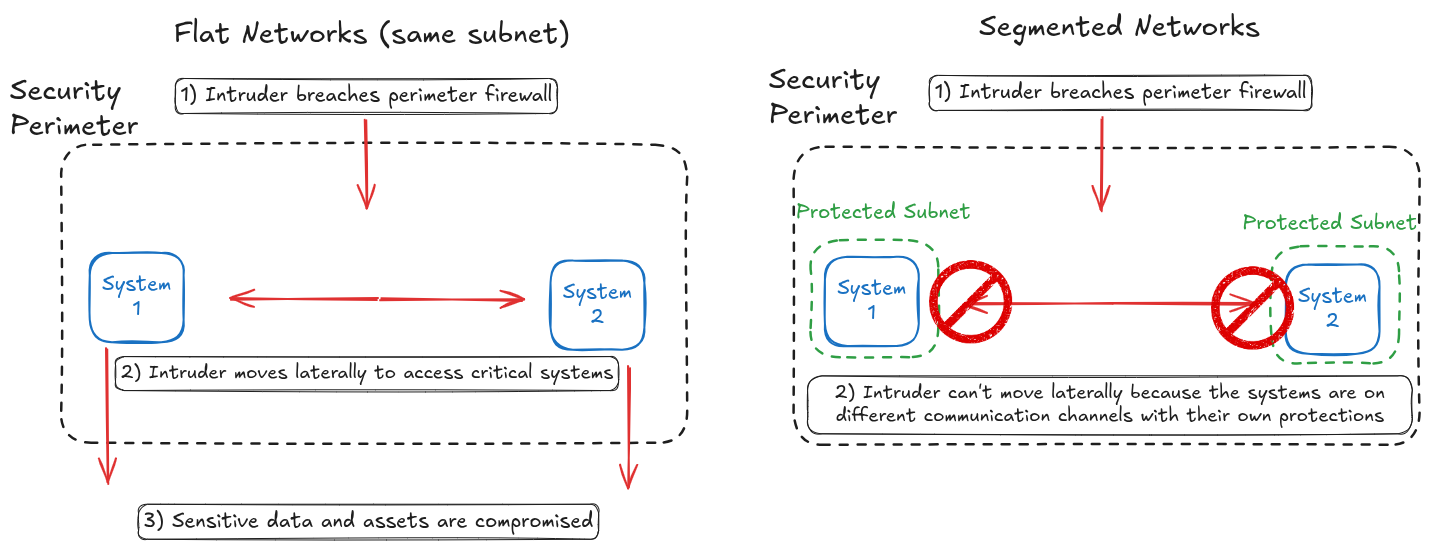 Flat Networks (same subnet)
Security
Perimeter
1) Intruder breaches perimeter firewall
System
1
System
2
2) Intruder moves laterally to access critical systems
3) Sensitive data and assets are compromised
Segmented Networks
Security
Perimeter
1) Intruder breaches perimeter firewall
Protected Subnet
Protected Subnet
System
1
System
2
2) Intruder can't move laterally because the systems are on
different communication channels with their own protections